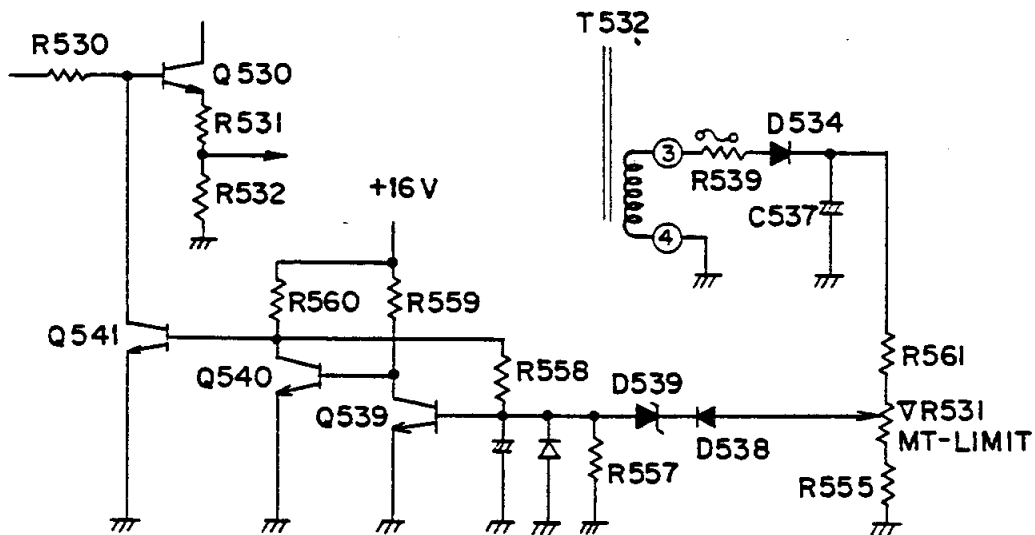 T532
R530
Q530
R531
R532
+16V
3
D534
R539
C537
4
R560
R559
Q541
Q540
R558
R561
D539
Q539
VR531
MT-LIMIT
R557
D538
R555